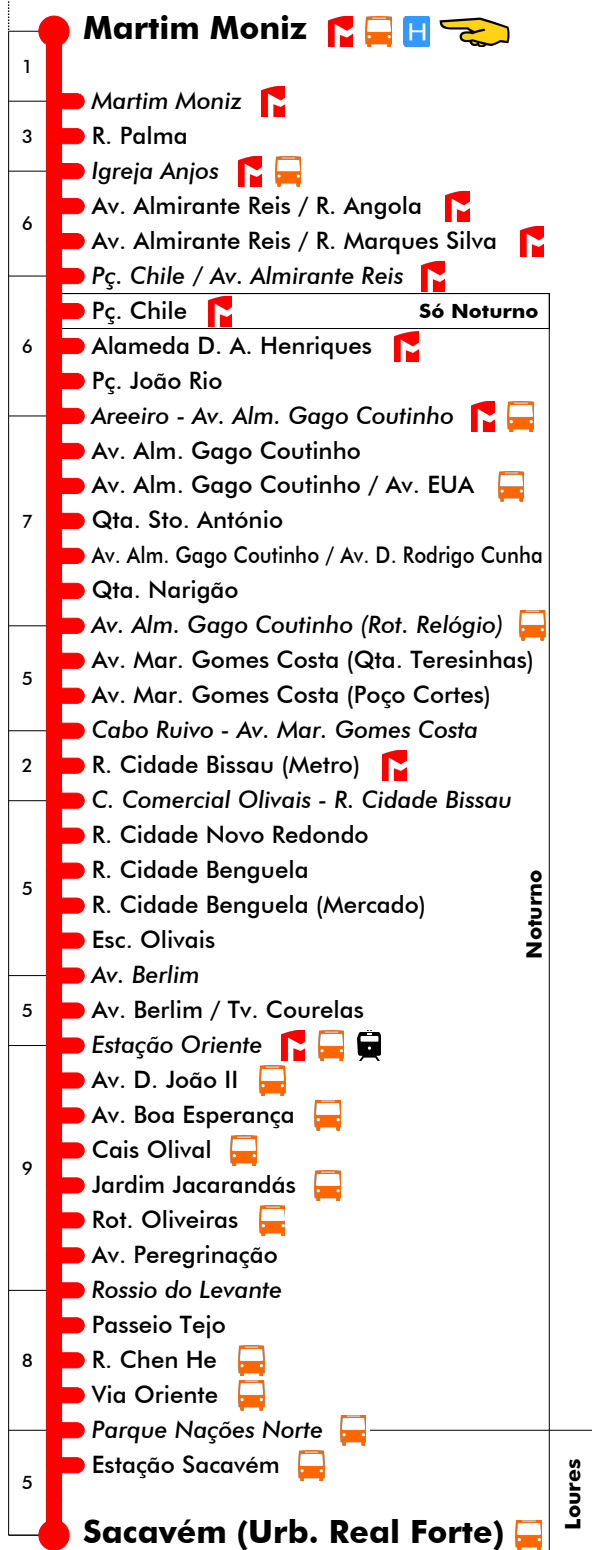 Martim Moniz H
1
Martim Moniz
3
R. Palma
Igreja Anjos
Av. Almirante Reis / R. Angola
6
Av. Almirante Reis / R. Marques Silva
Pç. Chile / Av. Almirante Reis
Pç. Chile Só Noturno
6
Alameda D. A. Henriques
Pç. João Rio
Areeiro - Av. Alm. Gago Coutinho
Av. Alm. Gago Coutinho
Av. Alm. Gago Coutinho / Av. EUA
7
Qta. Sto. António
Av. Alm. Gago Coutinho / Av. D. Rodrigo Cunha
Qta. Narigão
Av. Alm. Gago Coutinho (Rot. Relógio)
Av. Mar. Gomes Costa (Qta. Teresinhas)
5
Av. Mar. Gomes Costa (Poço Cortes)
Cabo Ruivo - Av. Mar. Gomes Costa
2
R. Cidade Bissau (Metro)
C. Comercial Olivais - R. Cidade Bissau
R. Cidade Novo Redondo
R. Cidade Benguela
5
R. Cidade Benguela (Mercado)
Noturno
Esc. Olivais
Av. Berlim
5
Av. Berlim / Tv. Courelas
Estação Oriente
Av. D. João II
Av. Boa Esperança
Cais Olival
9
Jardim Jacarandás
Rot. Oliveiras
Av. Peregrinação
Rossio do Levante
Passeio Tejo
8
R. Chen He
Via Oriente
Parque Nações Norte
Estação Sacavém
5
Loures
Sacavém (Urb. Real Forte)